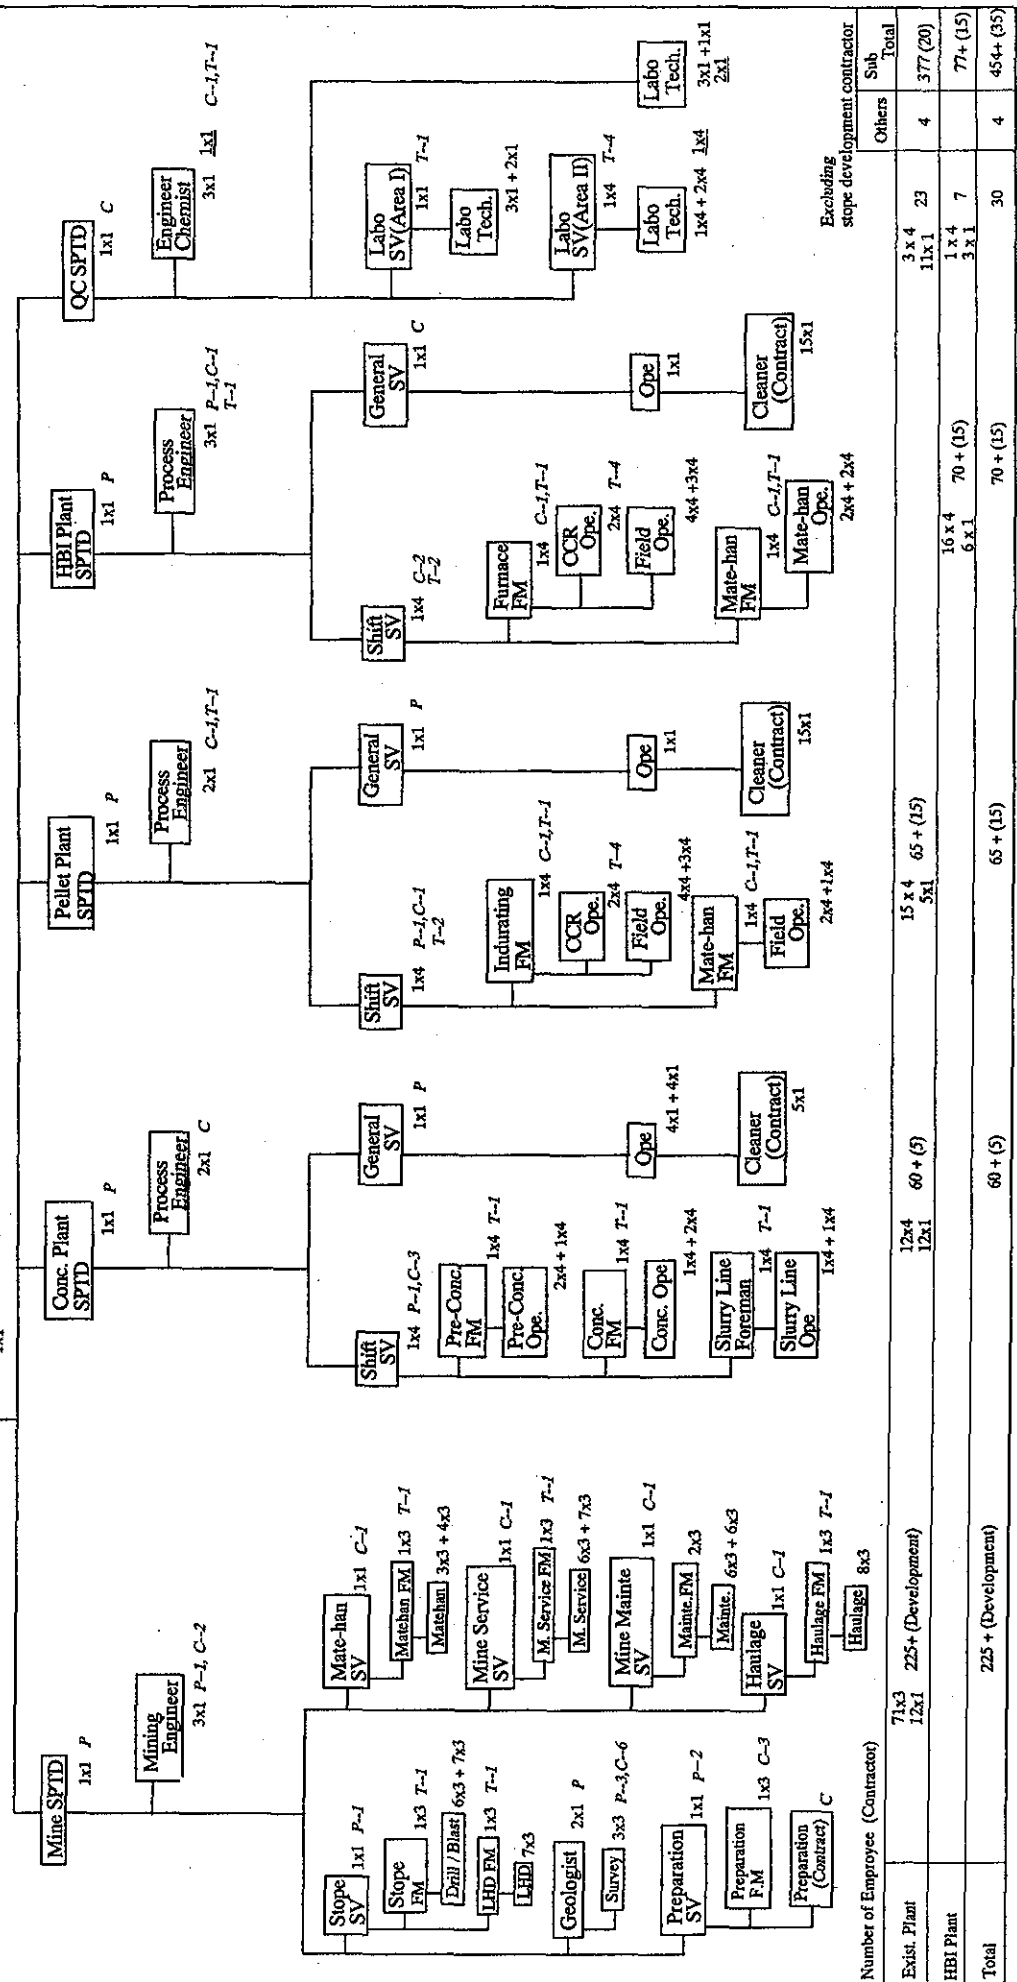 Mine SPTD
1x1 P
Mining
Engineer
3x1 P-1, C-2
Stope
SV
1x1 P-1
Stope
FM
1x3 T-1
Drill / Blast 6x3 + 7x3
LHD FM 1x3 T-1
LHD 7x3
Geologist
2x1 P
Survey 3x3 P-3,C-6
Preparation
SV
1x1 P-2
Preparation
F.M
1x3 C-3
Preparation
(Contract) C
Mate-han
SV
1x1 C-1
Matehan FM 1x3 T-1
Matehan 3x3 + 4x3
Mine Service
SV
1x1 C-1
M. Service FM 1x3 T-1
M. Service 6x3 + 7x3
Mine Mainte
SV
1x1 C-1
Mainte.FM 2x3
Mainte. 6x3 + 6x3
Haulage
SV
1x1 C-1
Haulage FM 1x3 T-1
Haulage 8x3
Conc. Plant
SPTD
1x1 P
Process
Engineer
2x1 C
Shift
SV
1x4 P-1,C-3
Pre-Conc.
FM
1x4 T-1
Pre-Conc.
Ope.
2x4 + 1x4
Conc.
FM
1x4 T-1
Conc. Ope
1x4 + 2x4
Slurry Line
Foreman
1x4 T-1
Slurry Line
Ope
1x4 + 1x4
General
SV
1x1 P
Ope
4x1 + 4x1
Cleaner
(Contract)
5x1
Pellet Plant
SPTD
1x1 P
Process
Engineer
2x1 C-1,T-1
Shift
SV
1x4 P-1,C-1
T-2
Indurating
FM
1x4 C-1,T-1
CCR
Ope.
2x4 T-4
Field
Ope.
4x4 +3x4
Mate-han
FM
1x4 C-1,T-1
Field
Ope.
2x4 +1x4
General
SV
1x1 P
Ope
1x1
Cleaner
(Contract)
15x1
HBI Plant
SPTD
1x1 P
Process
Engineer
3x1 P-1,C-1
T-1
Shift
SV
1x4 C-2
T-2
Furnace
FM
1x4 C-1,T-1
CCR
Ope.
2x4 T-4
Field
Ope.
4x4 +3x4
Mate-han
FM
1x4 C-1,T-1
Mate-han
Ope.
2x4 + 2x4
General
SV
1x1 C
Ope
1x1
Cleaner
(Contract)
15x1
QC SPTD
1x1 C
Engineer
Chemist
3x1 1x1 C-1,T-1
Labo
SV(Area I)
1x1 T-1
Labo
Tech.
3x1 + 2x1
Labo
SV(Area II)
1x4 T-4
Labo
Tech.
1x4 + 2x4 1x4
Labo
Tech.
3x1 +1x1
2x1
Excluding
stope development contractor
Number of Employee (Contractor) Others Sub Total
Exist. Plant 71x3 12x1 225+ (Development) 12x4 12x1 60 + (5) 15 x 4 5x1 65 + (15) 3 x 4 11x 1 23 4 377 (20)
HBI Plant 16 x 4 6 x 1 70 + (15) 1 x 4 3 x 1 7 77+ (15)
Total 225 + (Development) 60 + (5) 65 + (15) 70 + (15) 30 4 454+ (35)